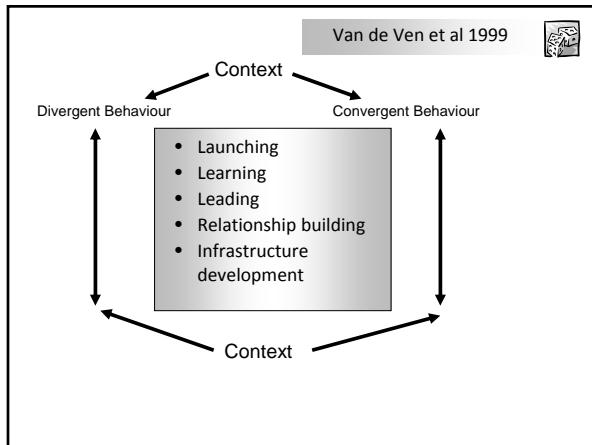 Van de Ven et al 1999
Context
Divergent Behaviour
Convergent Behaviour
• Launching
• Learning
• Leading
• Relationship building
• Infrastructure
development
Context